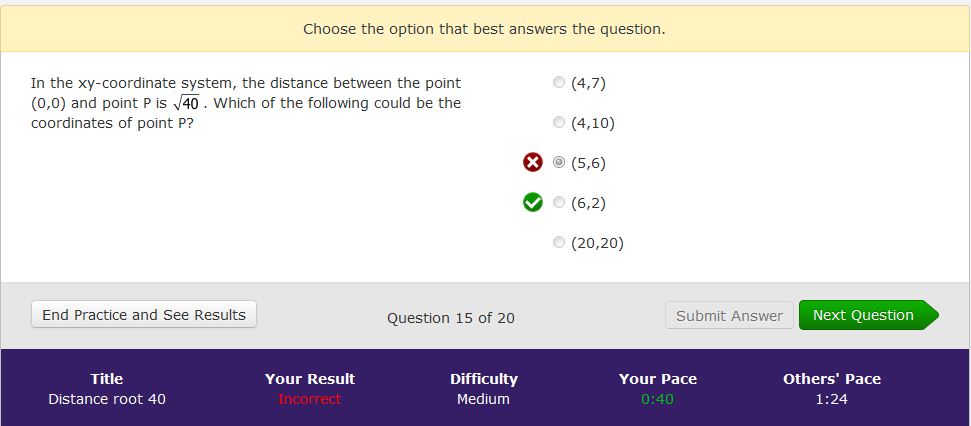 Choose the option that best answers the question.
In the xy-coordinate system, the distance between the point
(0,0) and point P is √40 . Which of the following could be the
coordinates of point P?
(4,7)
(4,10)
(5,6)
(6,2)
(20,20)
End Practice and See Results
Question 15 of 20
Submit Answer
Next Question
Title
Your Result
Difficulty
Your Pace
Others' Pace
Distance root 40
Incorrect
Medium
0:40
1:24